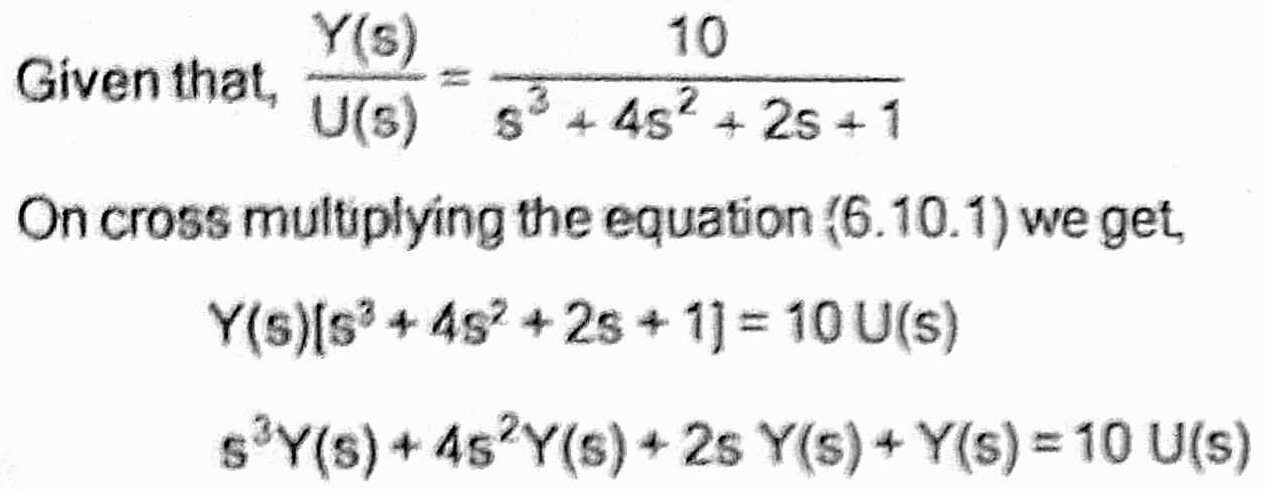 Given that, Y(s)/U(s) = 10/(s³ + 4s² + 2s + 1)
On cross multiplying the equation (6.10.1) we get,
Y(s)[s³ + 4s² + 2s + 1] = 10 U(s)
s³Y(s) + 4s²Y(s) + 2s Y(s) + Y(s) = 10 U(s)